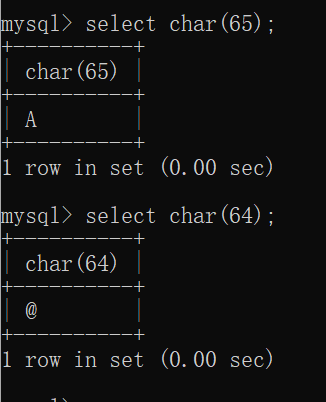 mysql> select char(65);
+----------+
| char(65) |
+----------+
| A        |
+----------+
1 row in set (0.00 sec)
mysql> select char(64);
+----------+
| char(64) |
+----------+
| @        |
+----------+
1 row in set (0.00 sec)